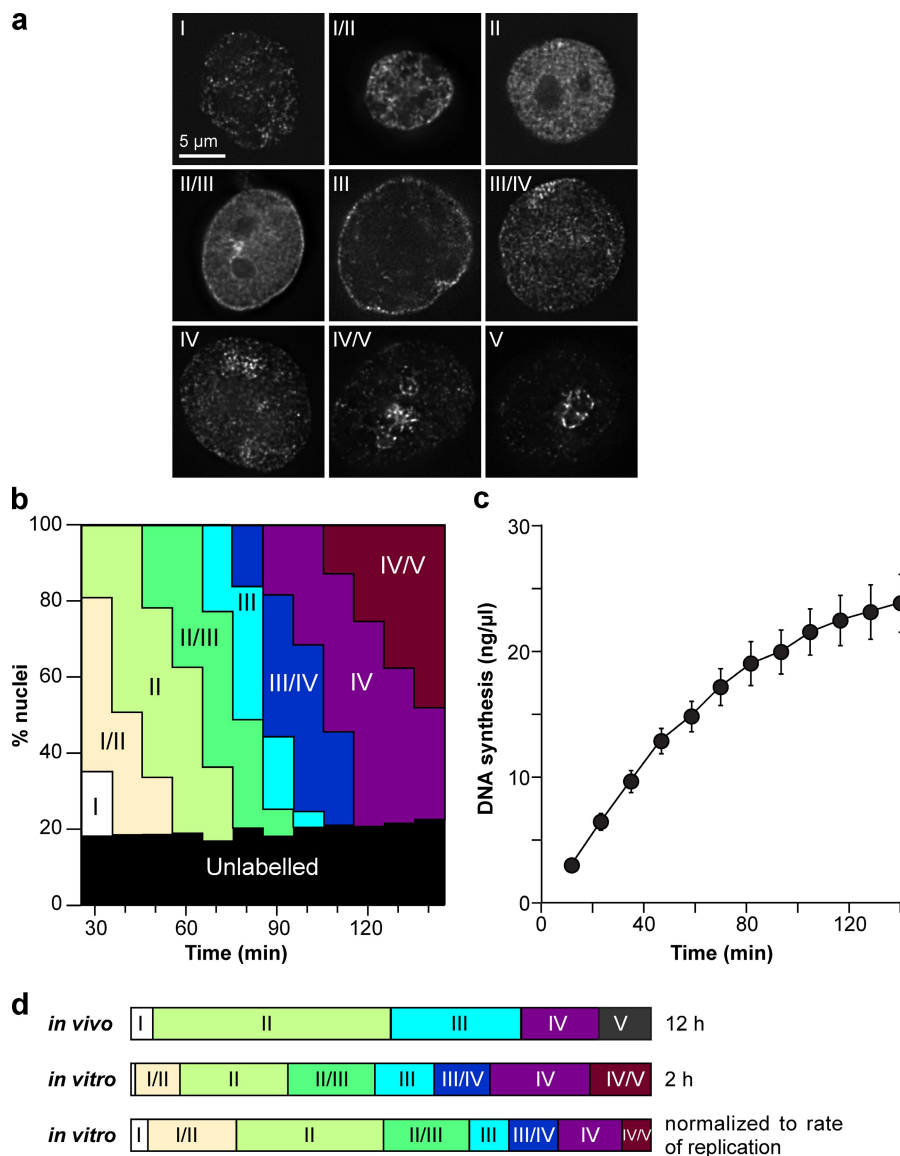 a
I
I/II
II
5 µm
II/III
III
III/IV
IV
IV/V
V
b
% nuclei
100
80
60
40
20
0
I
I/II
II
II/III
III
III/IV
IV
IV/V
Unlabelled
30
60
90
120
Time (min)
c
DNA synthesis (ng/µl)
30
20
10
0
0
40
80
120
Time (min)
d
in vivo I II III IV V 12 h
in vitro I/II II II/III III III/IV IV IV/V 2 h
in vitro I I/II II II/III III III/IV IV IV/V normalized to rate
of replication